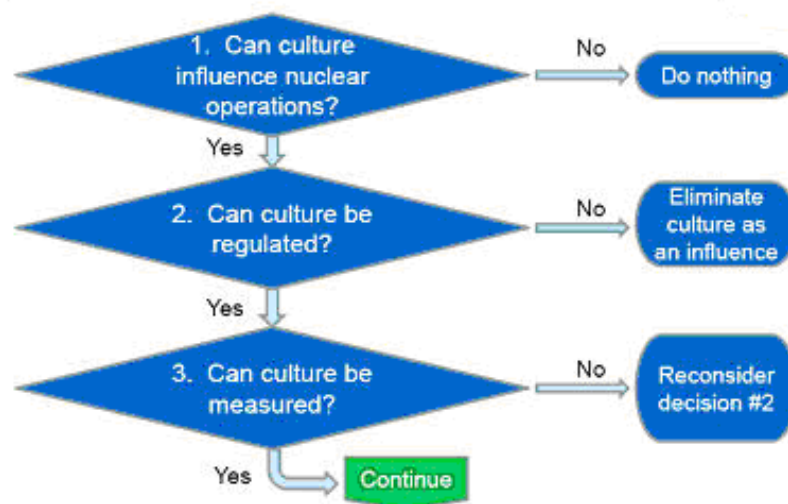 1. Can culture
influence nuclear
operations?
No
Do nothing
Yes
2. Can culture be
regulated?
No
Eliminate
culture as
an influence
Yes
3. Can culture be
measured?
No
Reconsider
decision #2
Yes
Continue